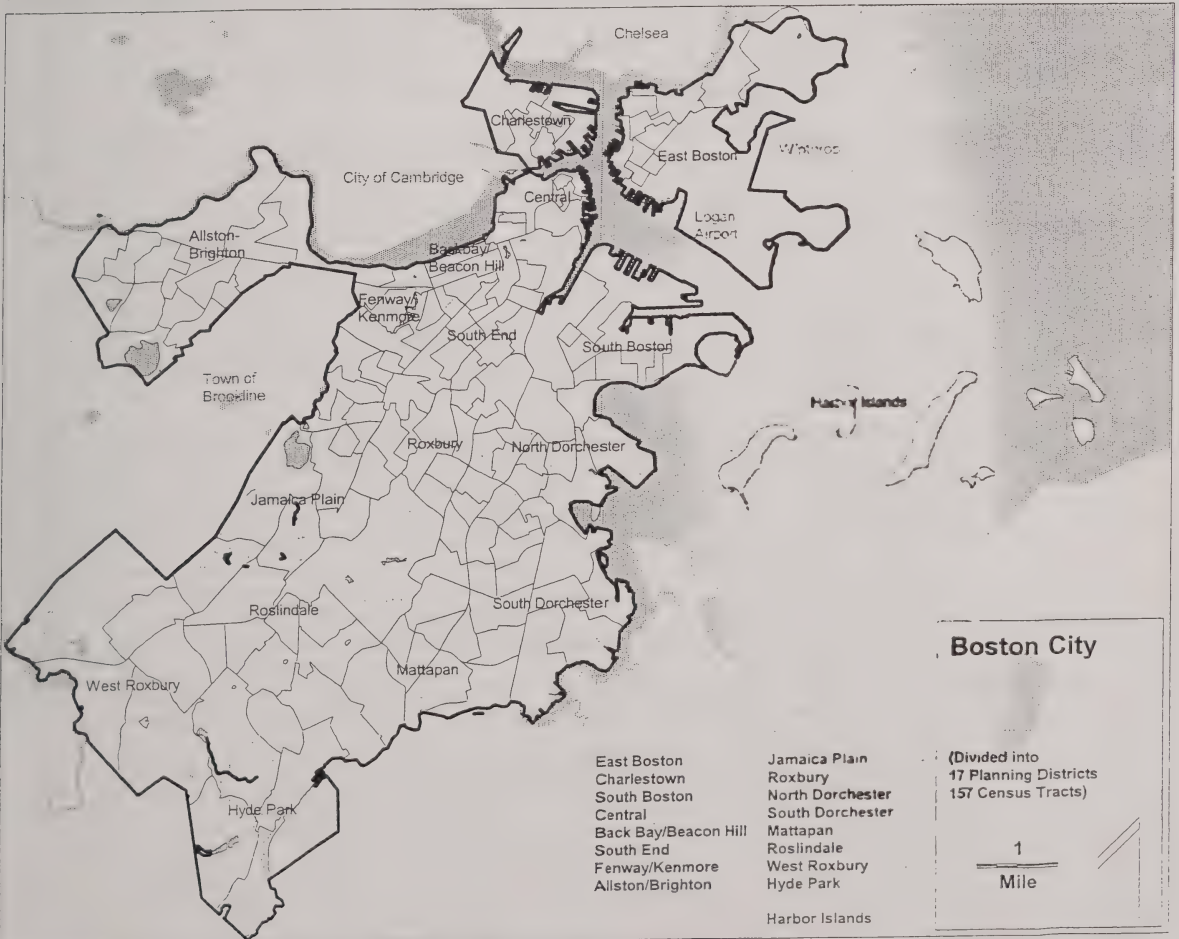 Chelsea
Charlestown
East Boston
Winthrop
City of Cambridge
Central
Logan
Airport
Allston-
Brighton
Backbay/
Beacon Hill
Fenway/
Kenmore
South End
South Boston
Town of
Brookline
Harbor Islands
Roxbury
North Dorchester
Jamaica Plain
Roslindale
South Dorchester
Mattapan
West Roxbury
Hyde Park
Boston City
(Divided into
17 Planning Districts
157 Census Tracts)
1
Mile
East Boston
Charlestown
South Boston
Central
Back Bay/Beacon Hill
South End
Fenway/Kenmore
Allston/Brighton
Jamaica Plain
Roxbury
North Dorchester
South Dorchester
Mattapan
Roslindale
West Roxbury
Hyde Park
Harbor Islands